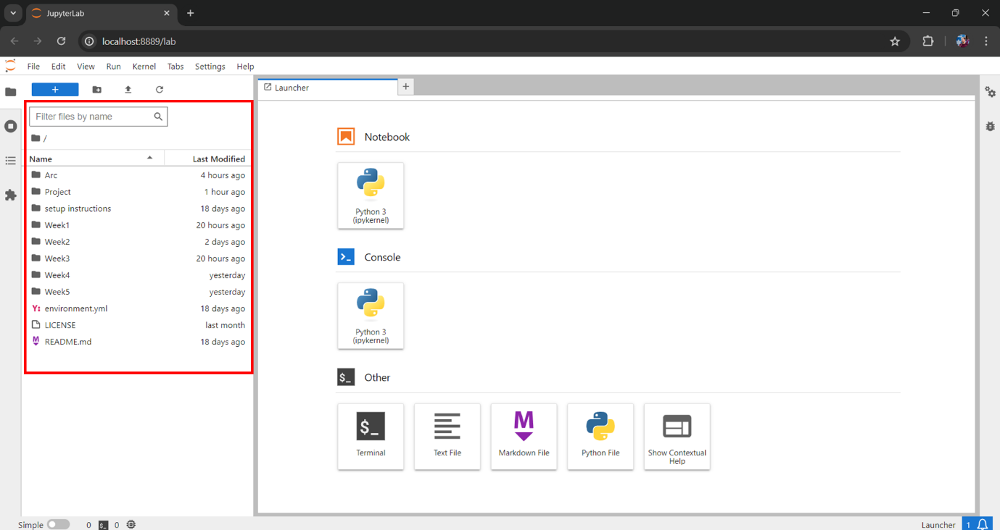 JupyterLab
localhost:8889/lab
File Edit View Run Kernel Tabs Settings Help
Filter files by name
/
Name Last Modified
Arc 4 hours ago
Project 1 hour ago
setup instructions 18 days ago
Week1 20 hours ago
Week2 2 days ago
Week3 20 hours ago
Week4 yesterday
Week5 yesterday
Y: environment.yml 18 days ago
LICENSE last month
M README.md 18 days ago
Launcher
Notebook
Python 3
(ipykernel)
Console
Python 3
(ipykernel)
$_ Other
$_
Terminal
Text File
M
Markdown File
Python File
Show Contextual
Help
Simple 0 $_ 0
Launcher 1